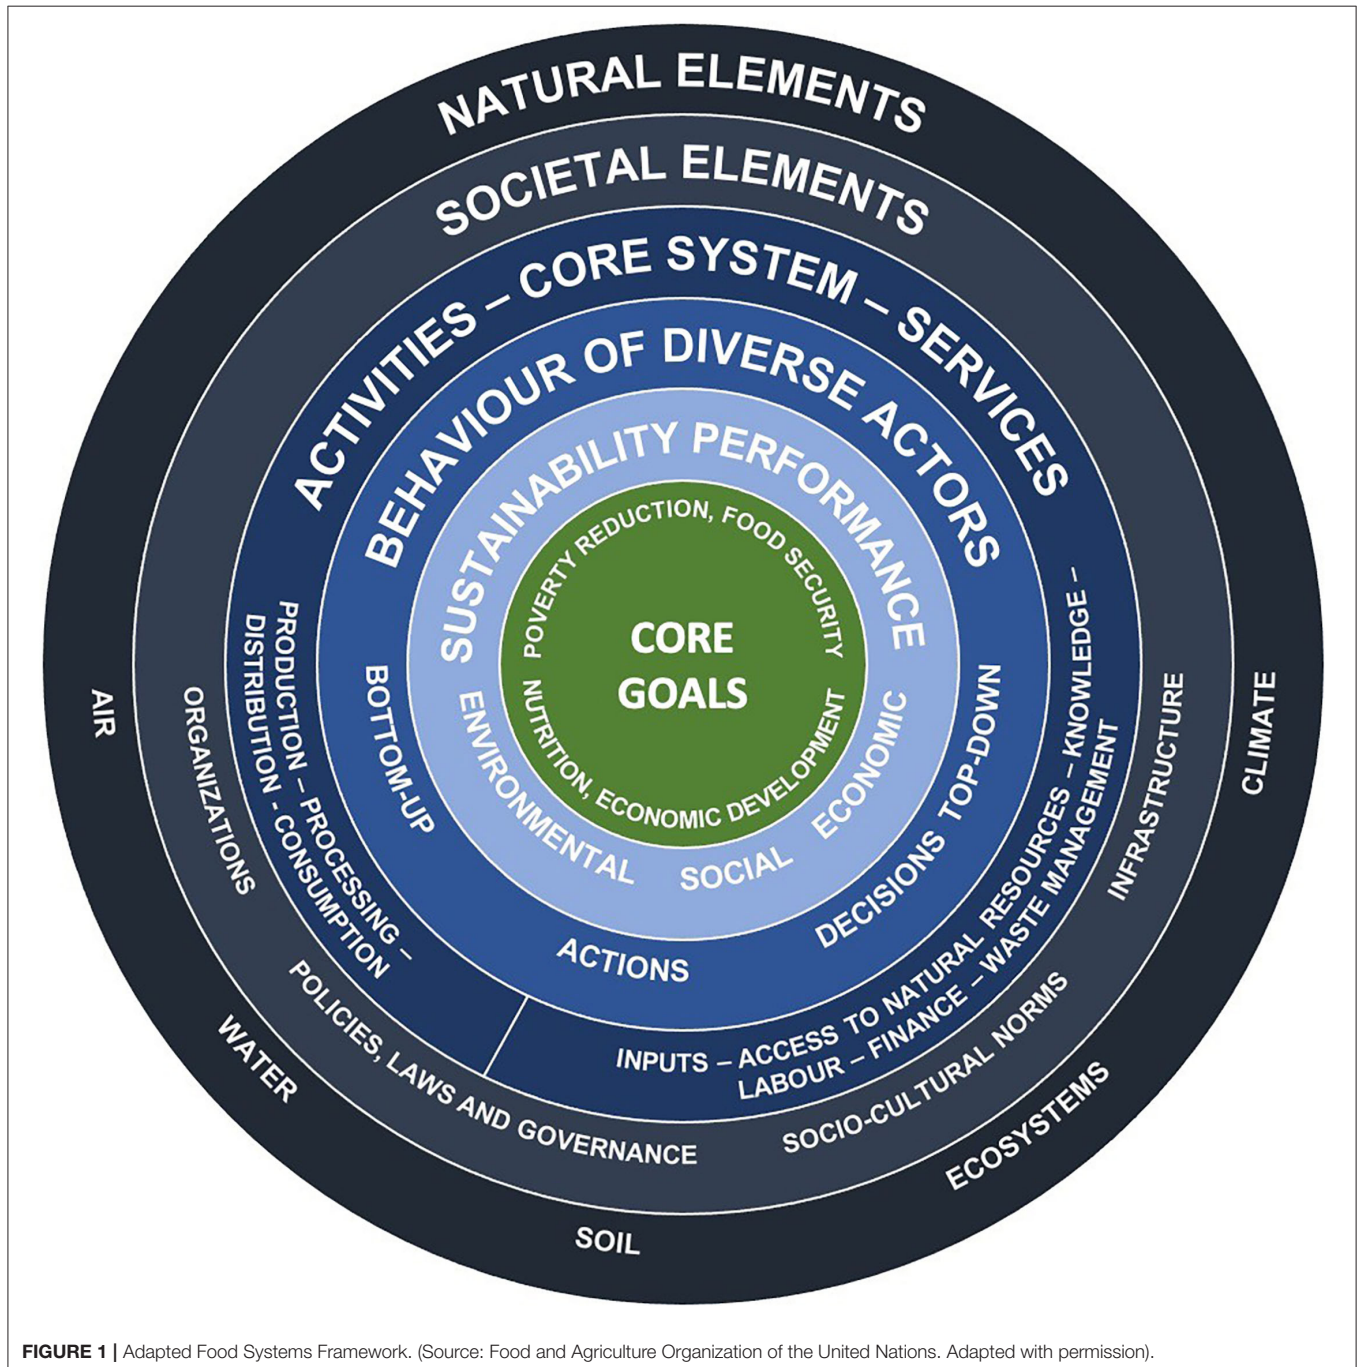 NATURAL ELEMENTS
SOCIETAL ELEMENTS
ACTIVITIES – CORE SYSTEM – SERVICES
BEHAVIOUR OF DIVERSE ACTORS
SUSTAINABILITY PERFORMANCE
POVERTY REDUCTION, FOOD SECURITY
CORE
GOALS
NUTRITION, ECONOMIC DEVELOPMENT
ENVIRONMENTAL
SOCIAL
ECONOMIC
BOTTOM-UP
ACTIONS
DECISIONS TOP-DOWN
PRODUCTION – PROCESSING –
DISTRIBUTION - CONSUMPTION
INPUTS – ACCESS TO NATURAL RESOURCES – KNOWLEDGE –
LABOUR – FINANCE – WASTE MANAGEMENT
ORGANIZATIONS
POLICIES, LAWS AND GOVERNANCE
SOCIO-CULTURAL NORMS
INFRASTRUCTURE
AIR
WATER
SOIL
ECOSYSTEMS
CLIMATE
FIGURE 1 | Adapted Food Systems Framework. (Source: Food and Agriculture Organization of the United Nations. Adapted with permission).